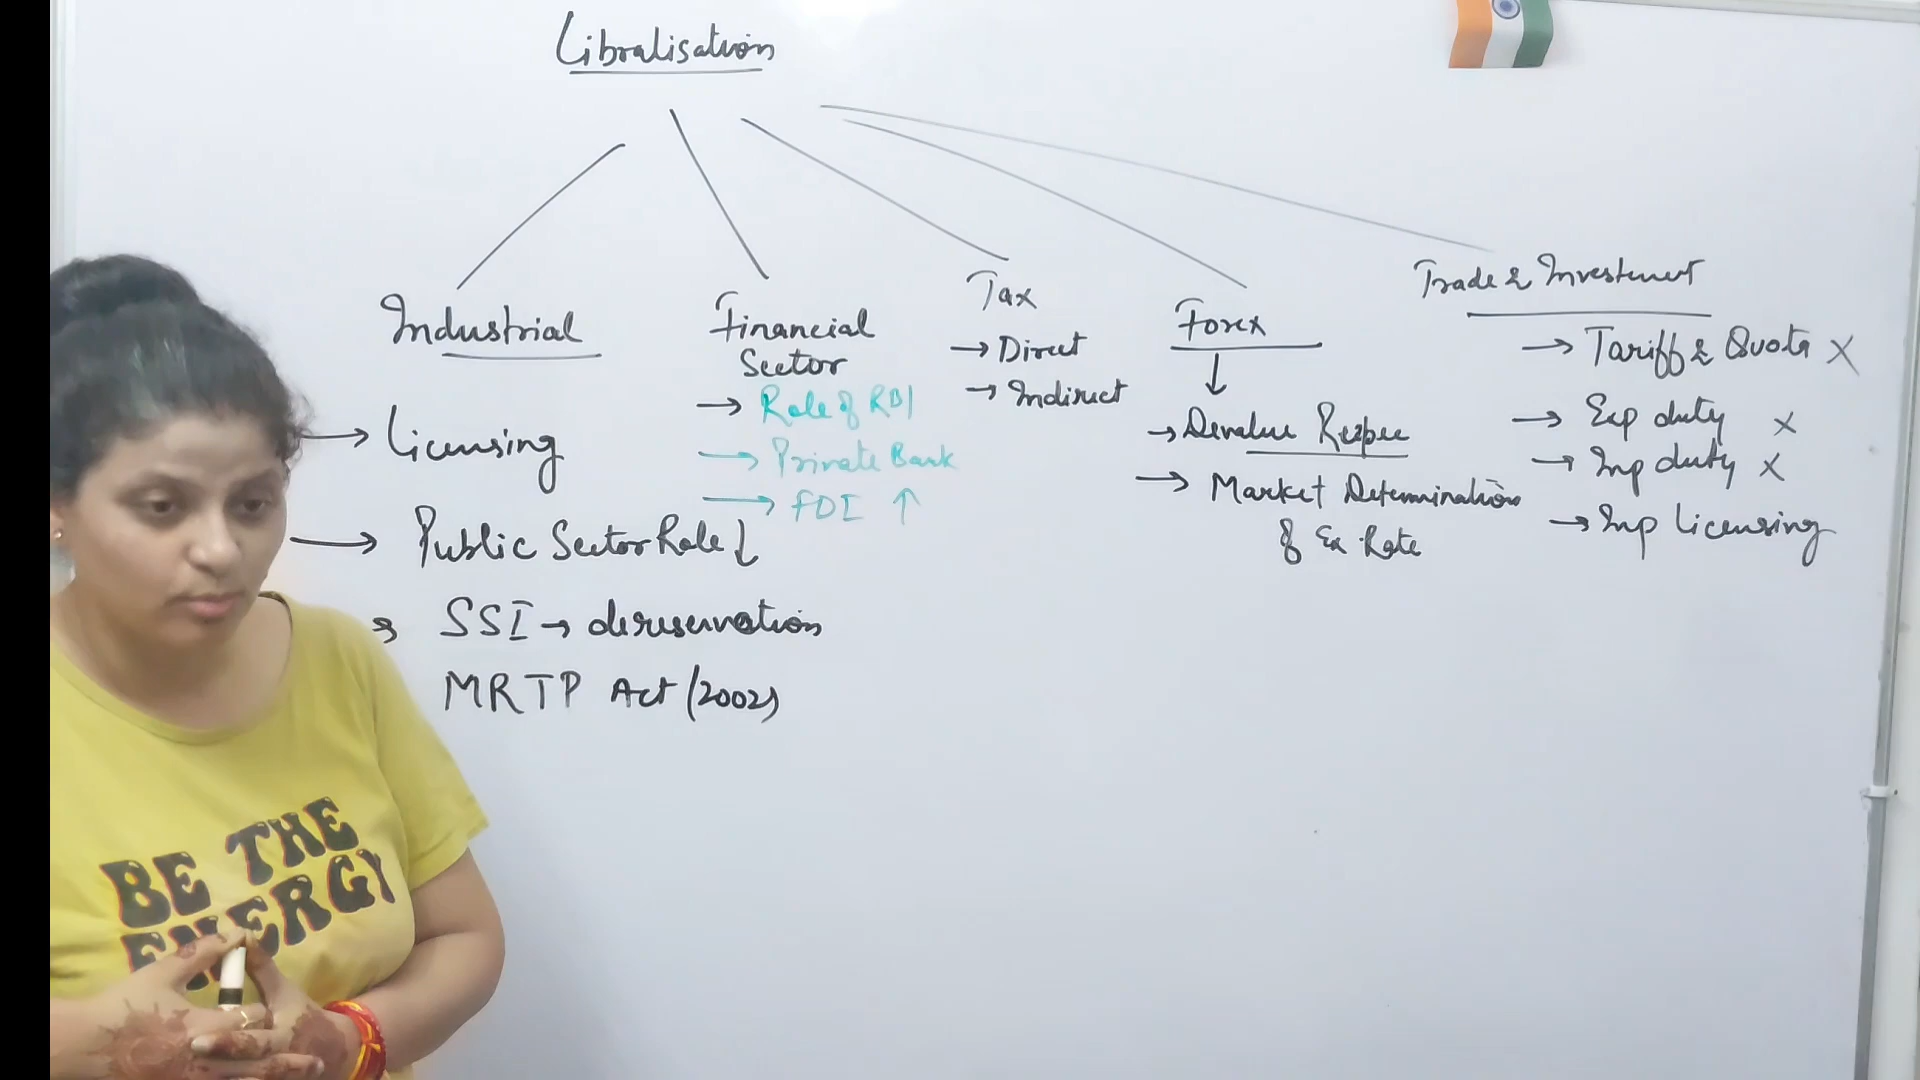 Libralisation
Industrial
→ Licensing
→ Public Sector Role ↓
→ SSI → dereservation
MRTP Act (2002)
Financial
Sector
→ Role of RBI
→ Private Bank
→ FDI ↑
Tax
→ Direct
→ Indirect
Forex
↓
→ Devalue
→ Market Determination
of Ex. Rate
Trade & Investment
→ Tariff & Quota X
→ Exp duty X
→ Imp duty X
→ Imp Licensing
BE THE
ENERGY